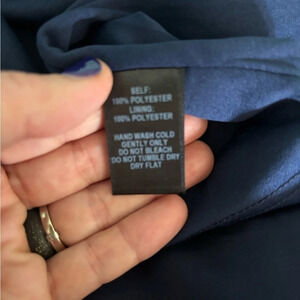 SELF:
100% POLYESTER
LINING:
100% POLYESTER
HAND WASH COLD
GENTLY ONLY
DO NOT BLEACH
DO NOT TUMBLE DRY
DRY FLAT